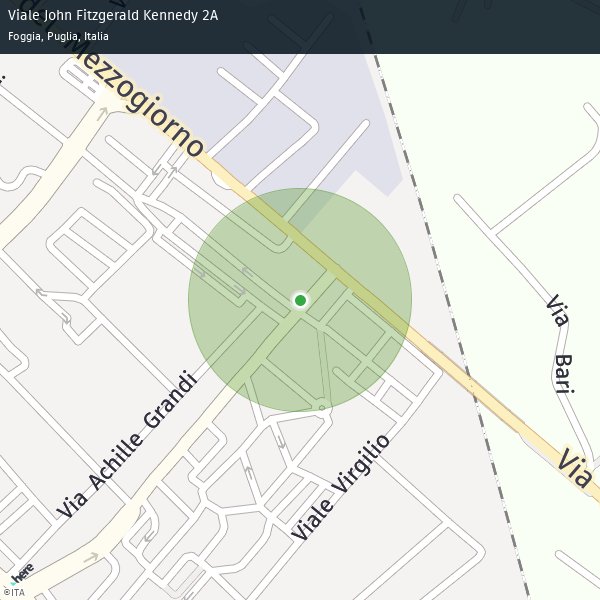 Viale John Fitzgerald Kennedy 2A
Foggia, Puglia, Italia
del Mezzogiorno
Via Bari
Via Achille Grandi
Viale Virgilio
Via
here
©ITA